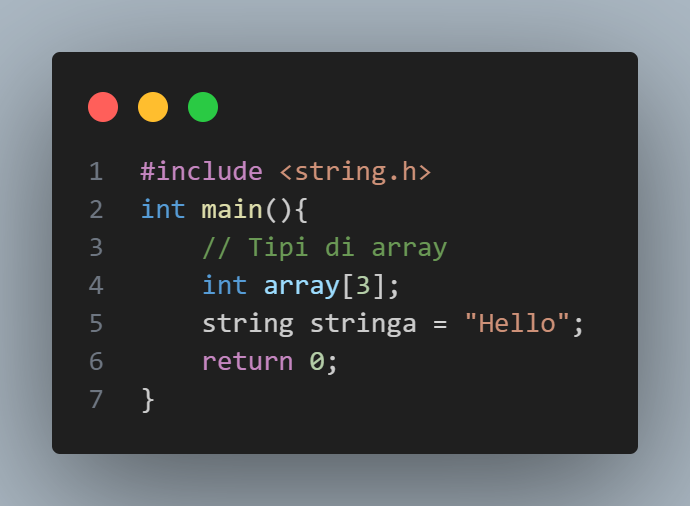 1 #include <string.h>
2 int main(){
3 // Tipi di array
4 int array[3];
5 string stringa = "Hello";
6 return 0;
7 }